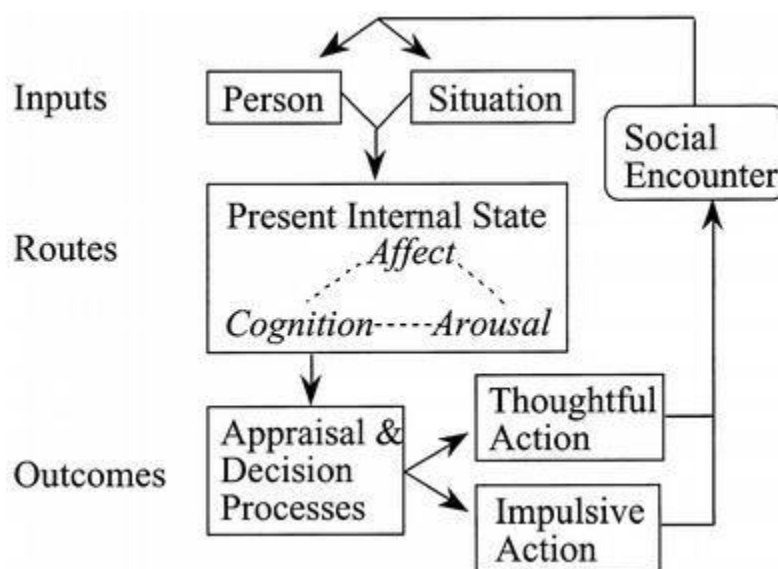 Inputs
Person
Situation
Social
Encounter
Routes
Present Internal State
Affect
Cognition
Arousal
Outcomes
Appraisal &
Decision
Processes
Thoughtful
Action
Impulsive
Action